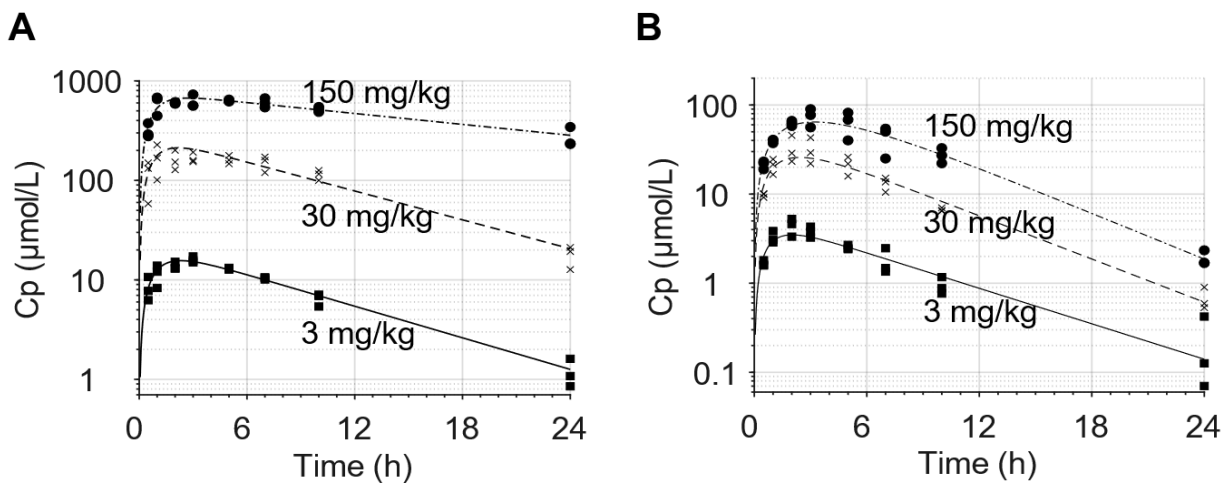 A
Cp (μmol/L)
1000
100
10
1
150 mg/kg
30 mg/kg
3 mg/kg
0 6 12 18 24
Time (h)
B
Cp (μmol/L)
100
10
1
0.1
150 mg/kg
30 mg/kg
3 mg/kg
0 6 12 18 24
Time (h)